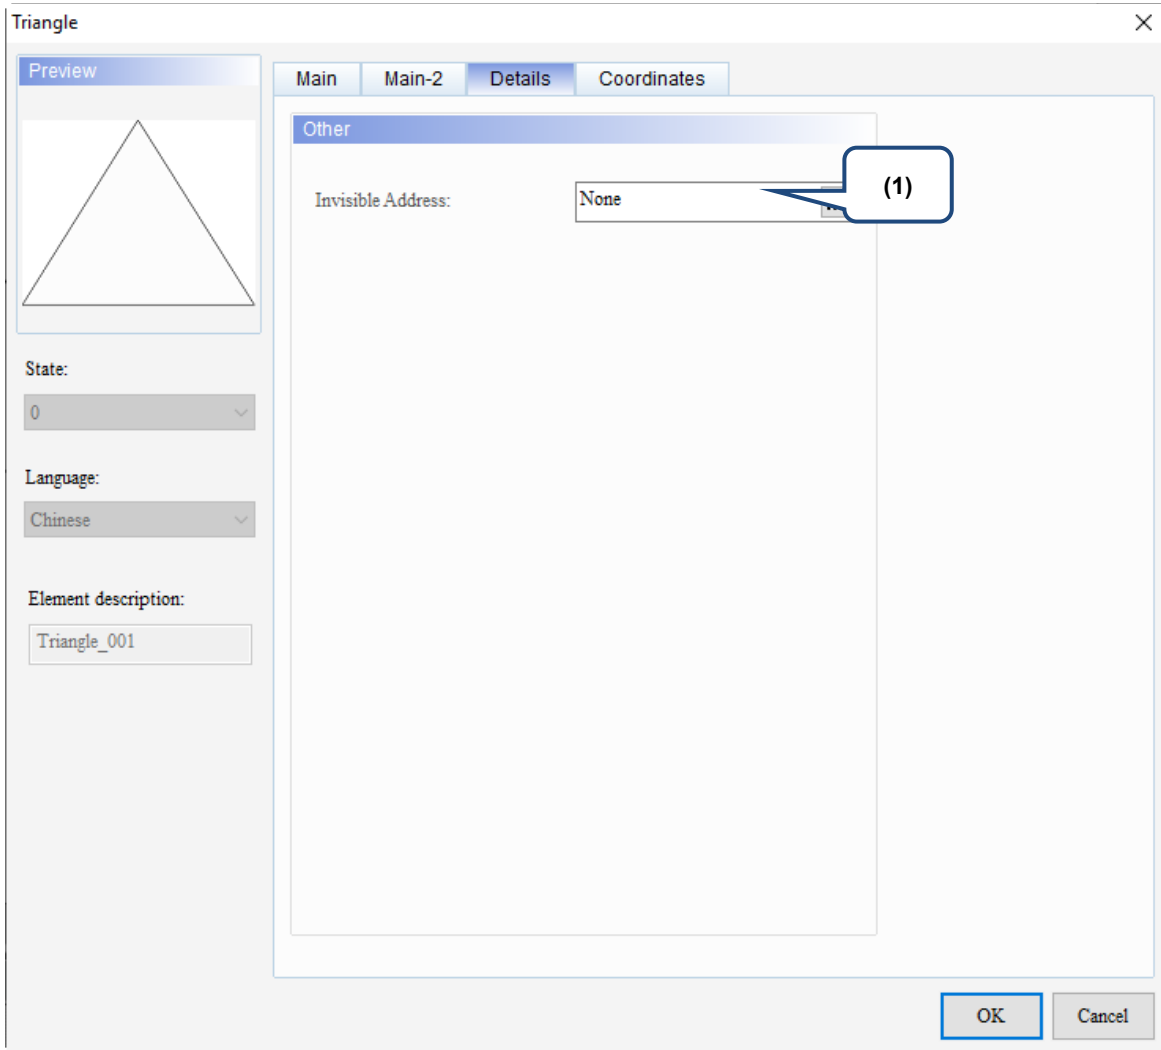 Triangle
Preview
Main Main-2 Details Coordinates
Other
Invisible Address: None
(1)
State:
0
Language:
Chinese
Element description:
Triangle_001
OK Cancel